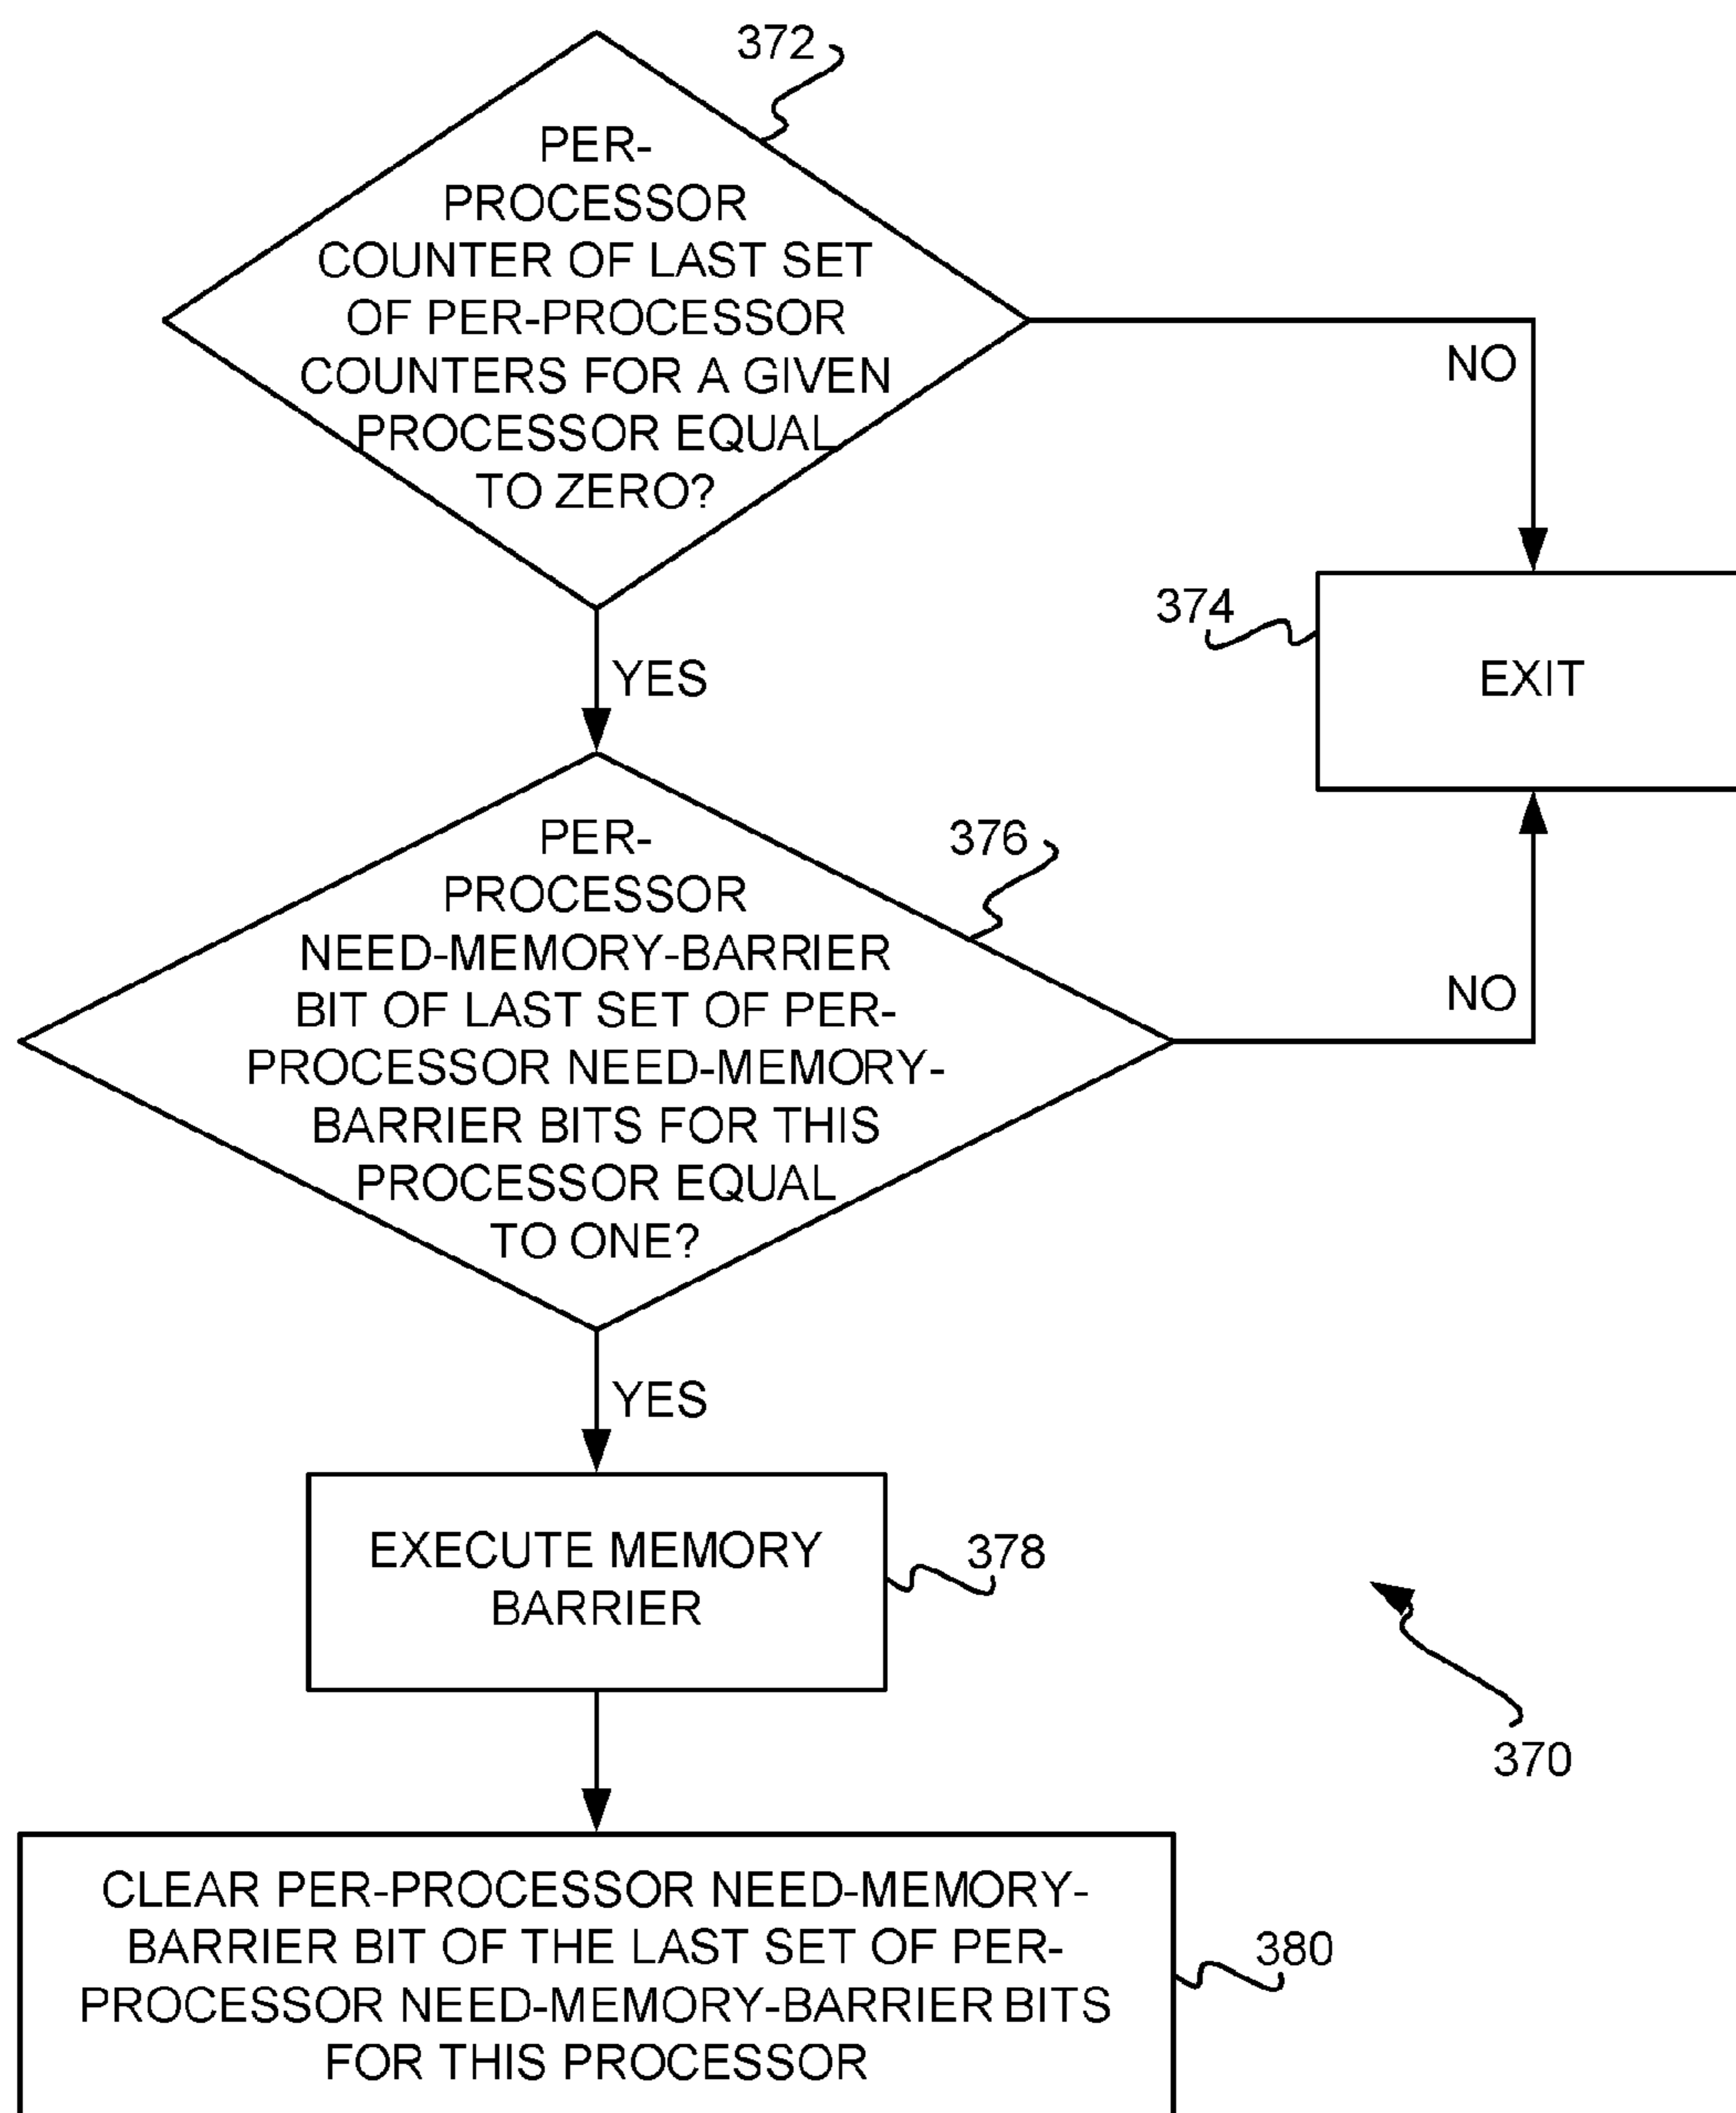 372
PER-
PROCESSOR
COUNTER OF LAST SET
OF PER-PROCESSOR
COUNTERS FOR A GIVEN
PROCESSOR EQUAL
TO ZERO?
NO
374
EXIT
YES
PER-
PROCESSOR
NEED-MEMORY-BARRIER
BIT OF LAST SET OF PER-
PROCESSOR NEED-MEMORY-
BARRIER BITS FOR THIS
PROCESSOR EQUAL
TO ONE?
376
NO
YES
EXECUTE MEMORY
BARRIER
378
370
CLEAR PER-PROCESSOR NEED-MEMORY-
BARRIER BIT OF THE LAST SET OF PER-
PROCESSOR NEED-MEMORY-BARRIER BITS
FOR THIS PROCESSOR
380